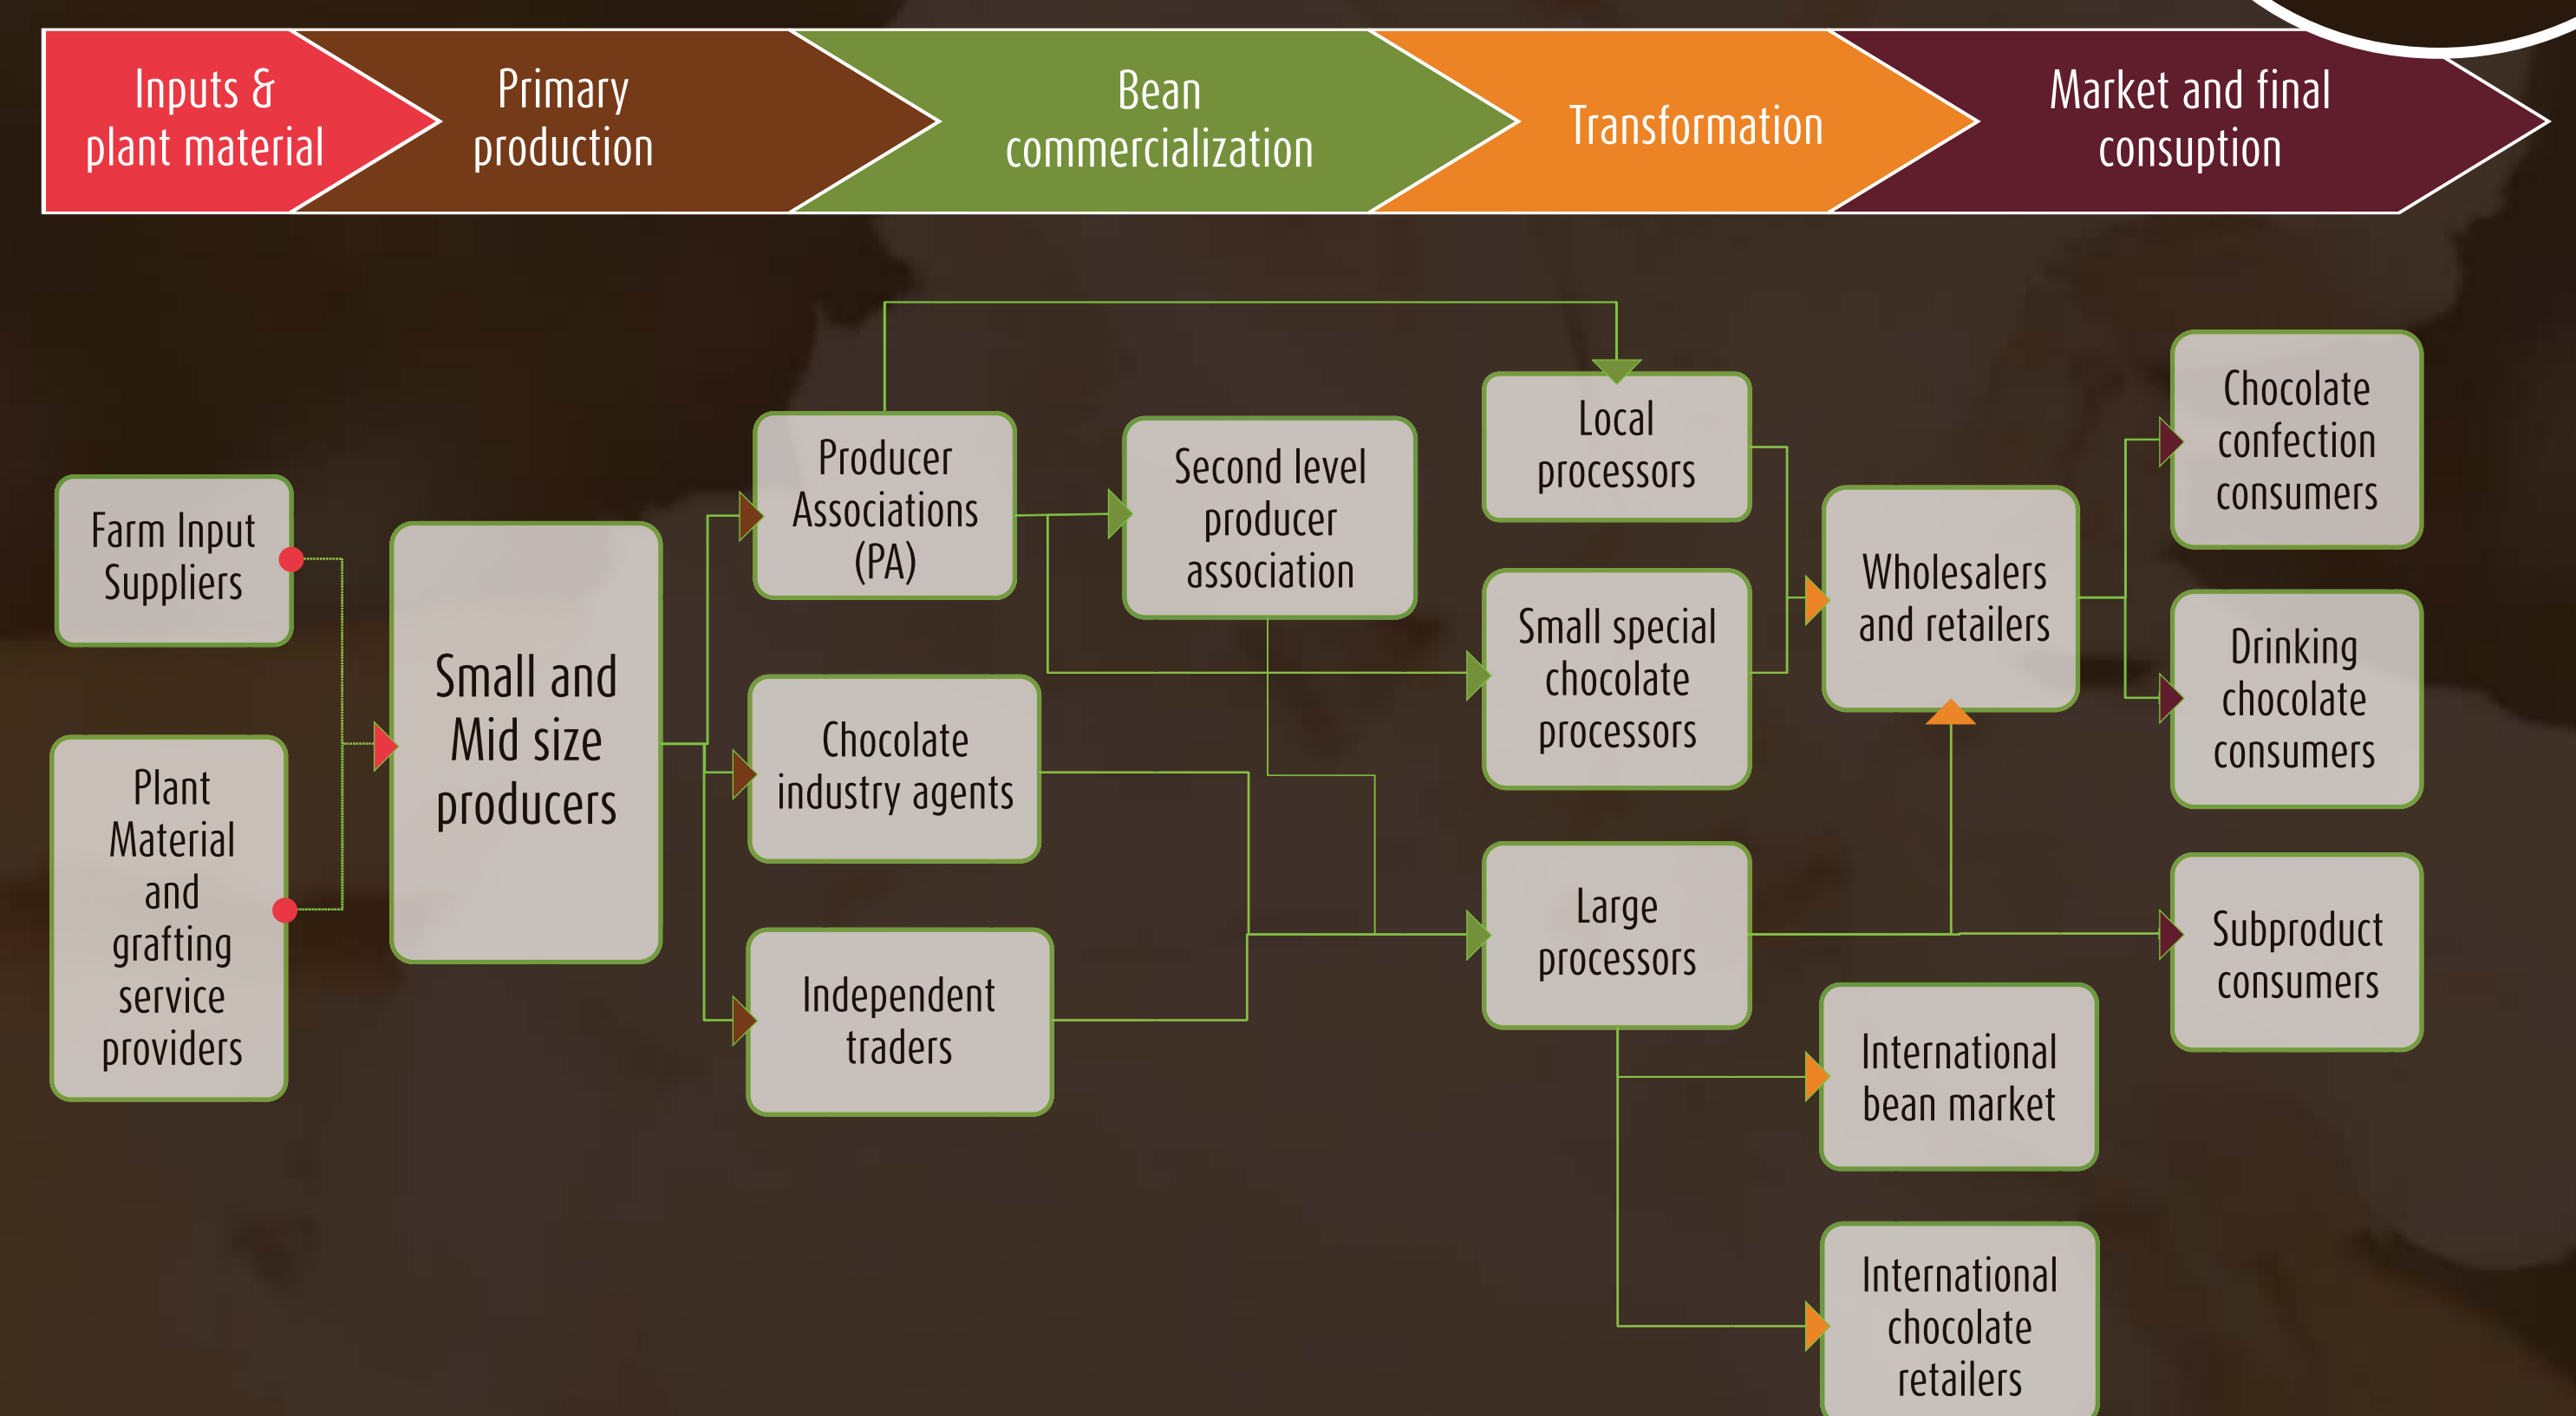 Inputs &
plant material
Primary
production
Bean
commercialization
Transformation
Market and final
consuption
Farm Input
Suppliers
Plant
Material
and
grafting
service
providers
Small and
Mid size
producers
Producer
Associations
(PA)
Chocolate
industry agents
Independent
traders
Second level
producer
association
Local
processors
Small special
chocolate
processors
Large
processors
Wholesalers
and retailers
International
bean market
International
chocolate
retailers
Chocolate
confection
consumers
Drinking
chocolate
consumers
Subproduct
consumers